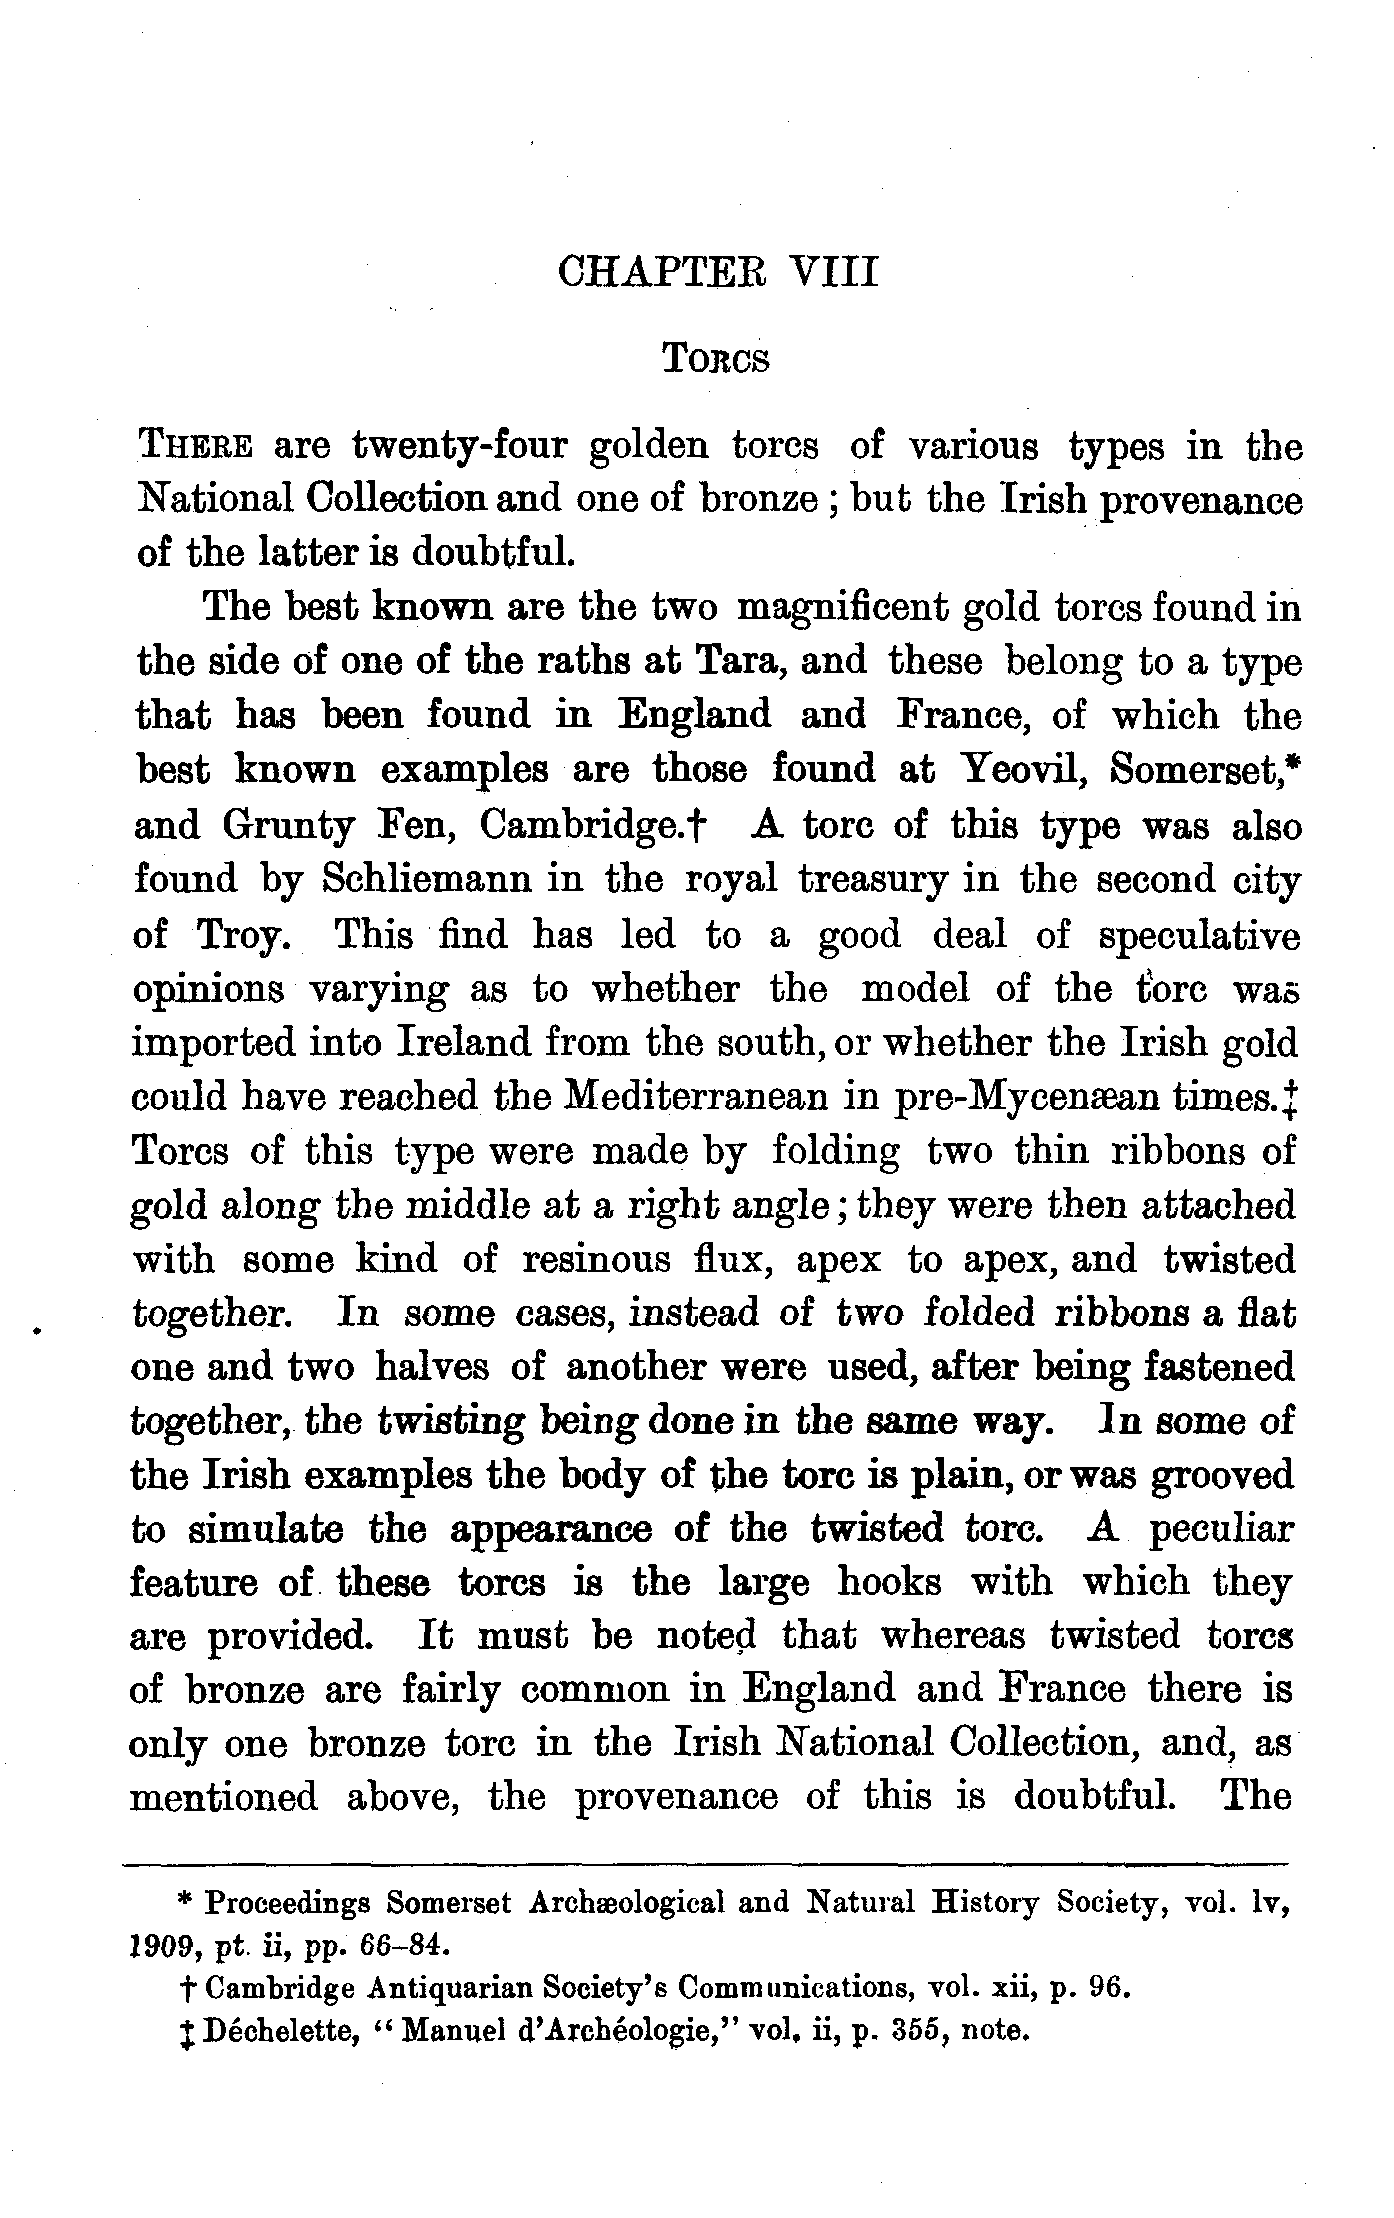 CHAPTER VIII
TORCS
THERE are twenty-four golden torcs of various types in the
National Collection and one of bronze; but the Irish provenance
of the latter is doubtful.
The best known are the two magnificent gold torcs found in
the side of one of the raths at Tara, and these belong to a type
that has been found in England and France, of which the
best known examples are those found at Yeovil, Somerset,*
and Grunty Fen, Cambridge.† A torc of this type was also
found by Schliemann in the royal treasury in the second city
of Troy. This find has led to a good deal of speculative
opinions varying as to whether the model of the torc was
imported into Ireland from the south, or whether the Irish gold
could have reached the Mediterranean in pre-Mycenæan times.‡
Torcs of this type were made by folding two thin ribbons of
gold along the middle at a right angle; they were then attached
with some kind of resinous flux, apex to apex, and twisted
together. In some cases, instead of two folded ribbons a flat
one and two halves of another were used, after being fastened
together, the twisting being done in the same way. In some of
the Irish examples the body of the torc is plain, or was grooved
to simulate the appearance of the twisted torc. A peculiar
feature of these torcs is the large hooks with which they
are provided. It must be noted that whereas twisted torcs
of bronze are fairly common in England and France there is
only one bronze torc in the Irish National Collection, and, as
mentioned above, the provenance of this is doubtful. The
* Proceedings Somerset Archæological and Natural History Society, vol. lv,
1909, pt. ii, pp. 66–84.
† Cambridge Antiquarian Society's Communications, vol. xii, p. 96.
‡ Déchelette, "Manuel d'Archéologie," vol. ii, p. 355, note.